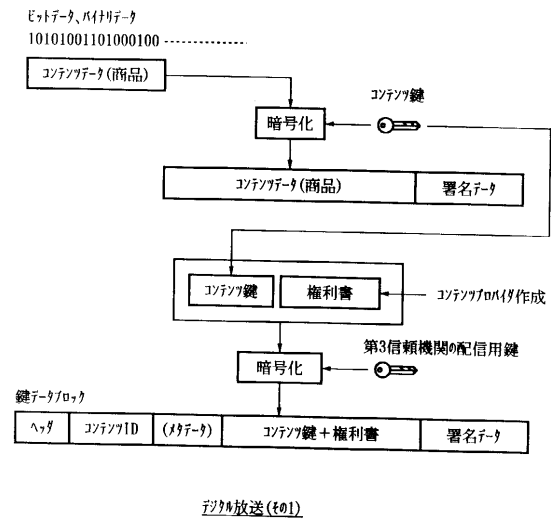 ﾋﾞｯﾄﾃﾞｰﾀ、ﾊﾞｲﾅﾘﾃﾞｰﾀ
10101001101000100
ｺﾝﾃﾝﾂﾃﾞｰﾀ(商品)
ｺﾝﾃﾝﾂ鍵
暗号化
ｺﾝﾃﾝﾂﾃﾞｰﾀ(商品) 署名ﾃﾞｰﾀ
ｺﾝﾃﾝﾂ鍵 権利書 ｺﾝﾃﾝﾂﾌﾟﾛﾊﾞｲﾀﾞ作成
第3信頼機関の配信用鍵
暗号化
鍵ﾃﾞｰﾀﾌﾞﾛｯｸ
ﾍｯﾀﾞ ｺﾝﾃﾝﾂID (ﾒﾀﾃﾞｰﾀ) ｺﾝﾃﾝﾂ鍵＋権利書 署名ﾃﾞｰﾀ
ﾃﾞｼﾞﾀﾙ放送(その1)